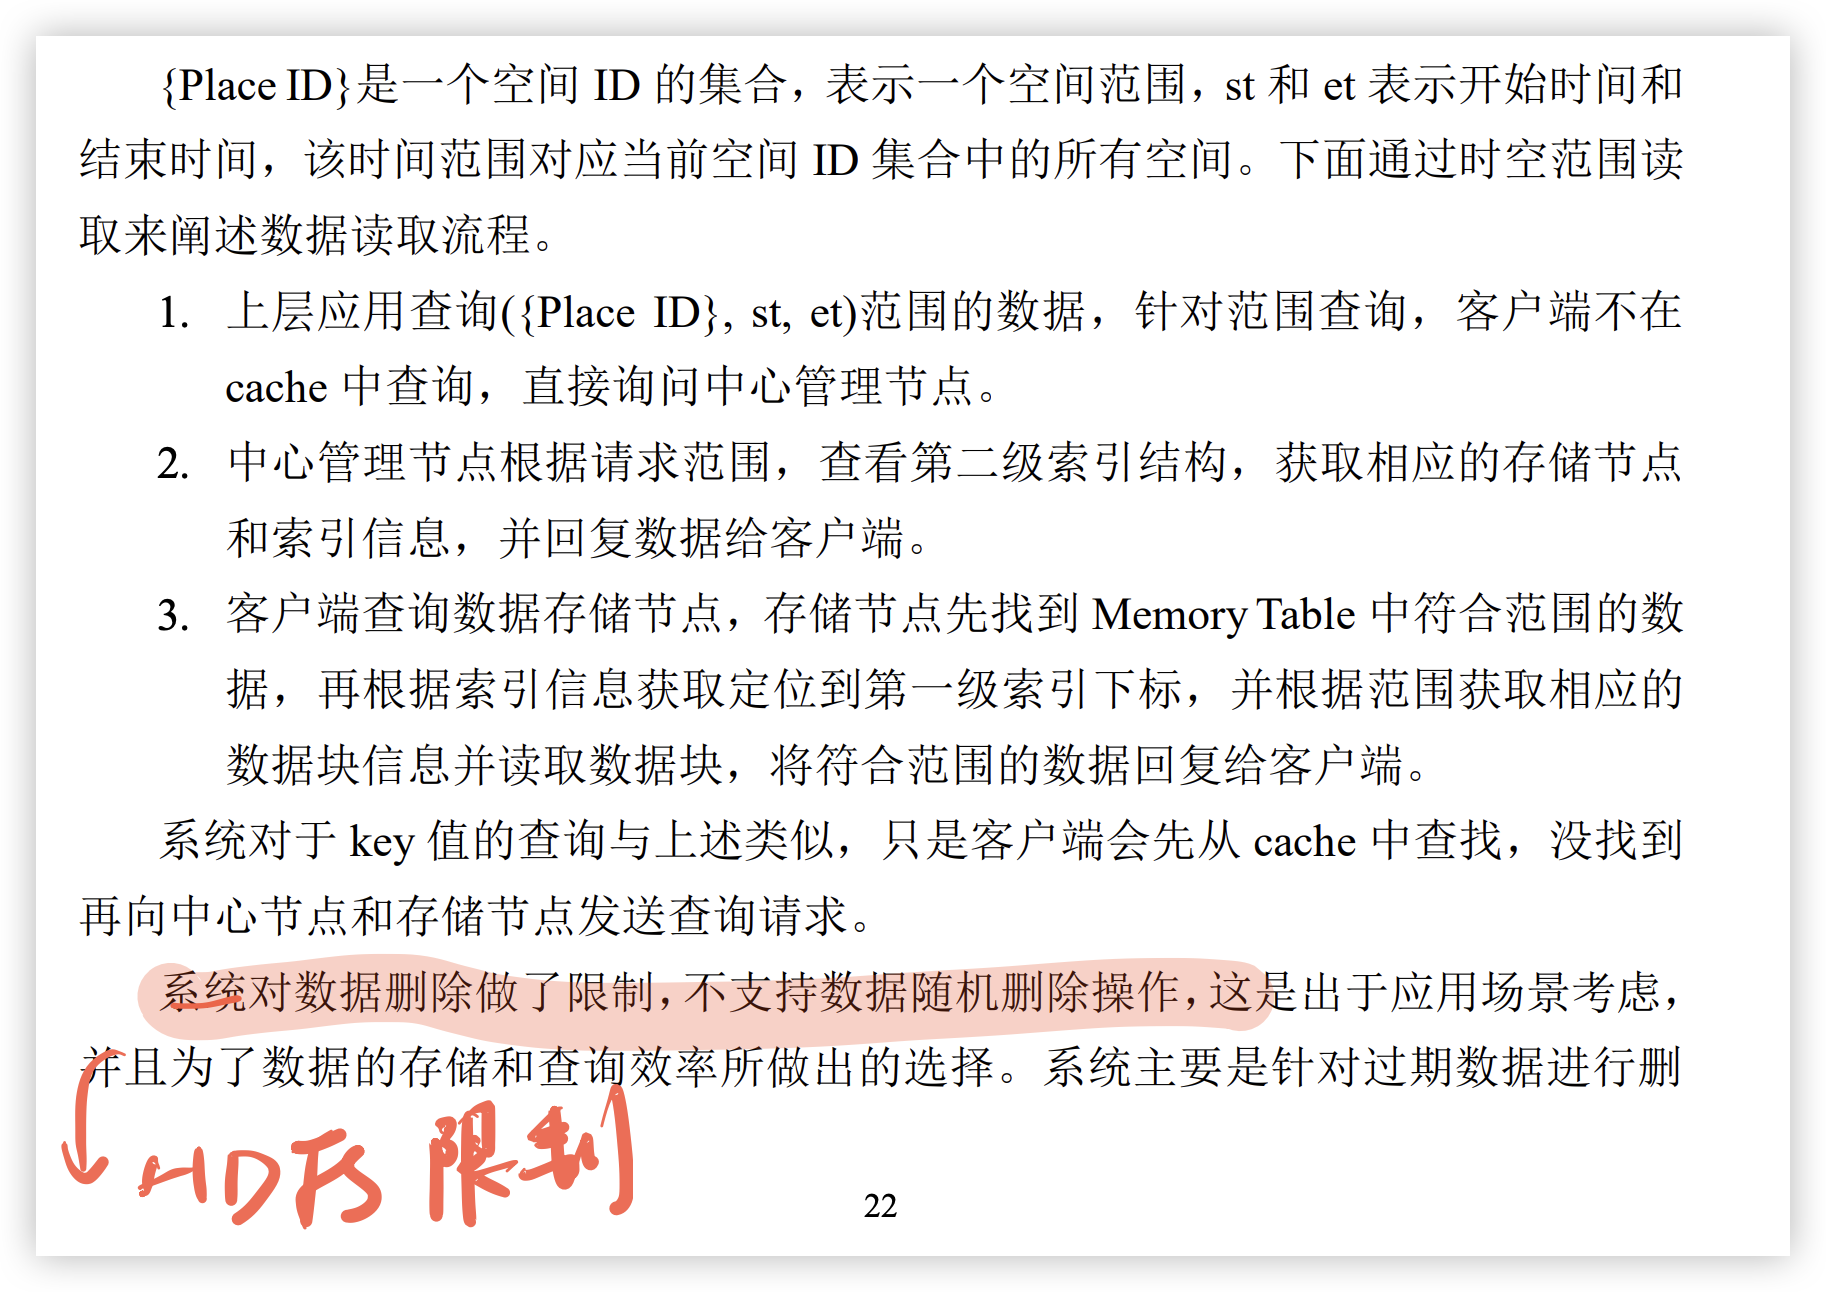 {Place ID}是一个空间 ID 的集合，表示一个空间范围，st 和 et 表示开始时间和
结束时间，该时间范围对应当前空间 ID 集合中的所有空间。下面通过时空范围读
取来阐述数据读取流程。
1. 上层应用查询({Place ID}, st, et)范围的数据，针对范围查询，客户端不在
cache 中查询，直接询问中心管理节点。
2. 中心管理节点根据请求范围，查看第二级索引结构，获取相应的存储节点
和索引信息，并回复数据给客户端。
3. 客户端查询数据存储节点，存储节点先找到 Memory Table 中符合范围的数
据，再根据索引信息获取定位到第一级索引下标，并根据范围获取相应的
数据块信息并读取数据块，将符合范围的数据回复给客户端。
系统对于 key 值的查询与上述类似，只是客户端会先从 cache 中查找，没找到
再向中心节点和存储节点发送查询请求。
系统对数据删除做了限制，不支持数据随机删除操作，这是出于应用场景考虑，
并且为了数据的存储和查询效率所做出的选择。系统主要是针对过期数据进行删
HDFS 限制
22